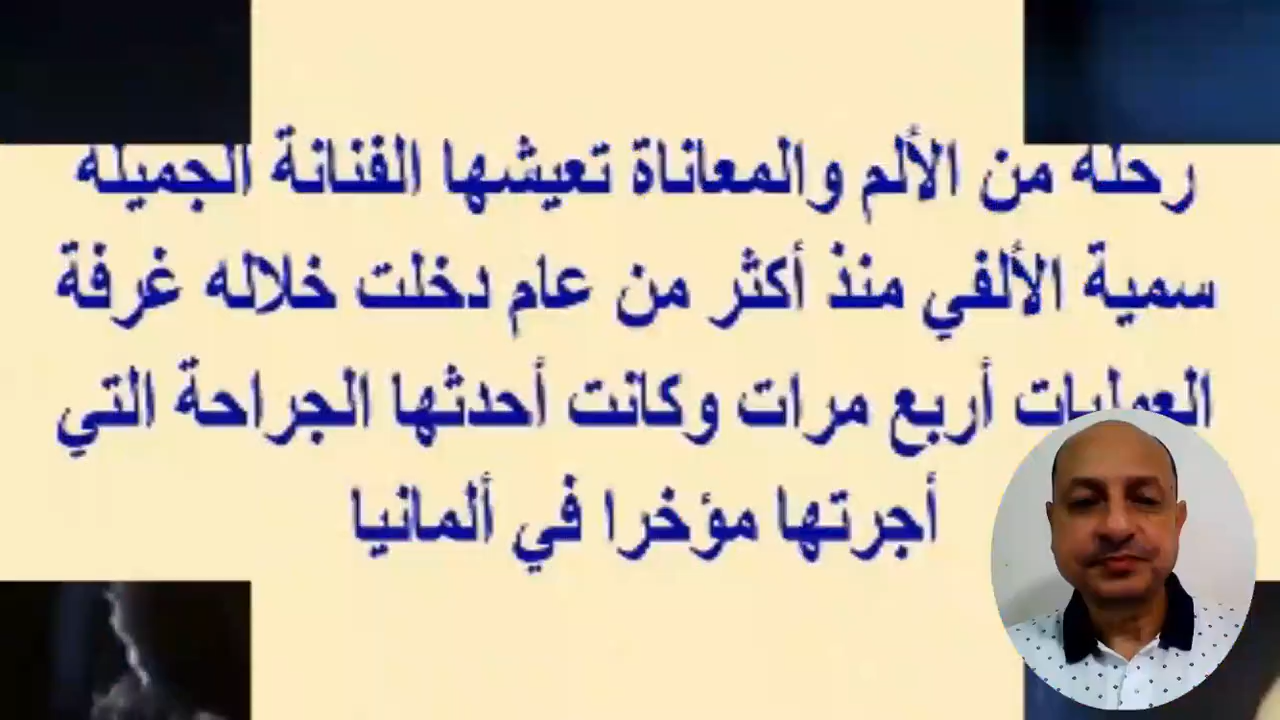 رحله من الألم والمعاناة تعيشها الفنانة الجميله
سمية الألفي منذ أكثر من عام دخلت خلاله غرفة
العمليات أربع مرات وكانت أحدثها الجراحة التي
أجرتها مؤخرا في ألمانيا